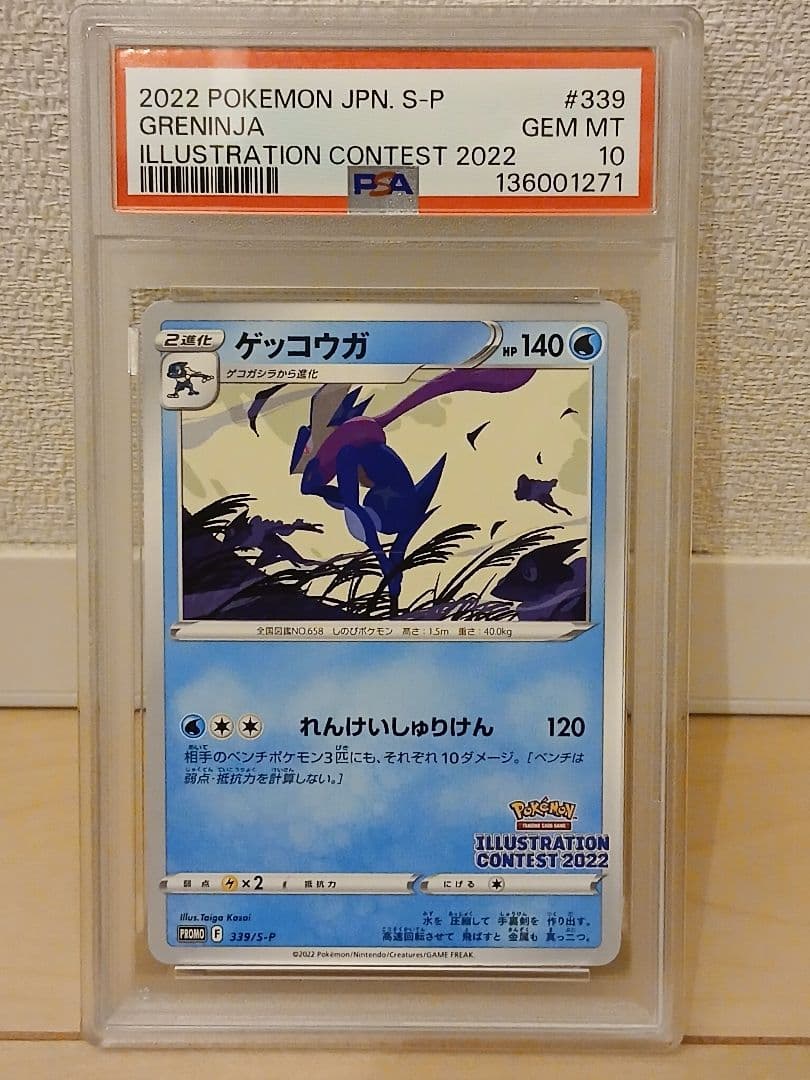 2022 POKEMON JPN. S-P #339
GRENINJA GEM MT
ILLUSTRATION CONTEST 2022 10
PSA 136001271
2進化 ゲッコウガ HP 140
ゲコガシラから進化
全国図鑑NO.658 しのびポケモン 高さ:1.5m 重さ:40.0kg
れんけいしゅりけん 120
相手のベンチポケモン3匹にも、それぞれ10ダメージ。[ベンチは
弱点・抵抗力を計算しない。]
Pokémon
TRADING CARD GAME
ILLUSTRATION
CONTEST 2022
弱点 ×2 抵抗力 にげる
Illus.Taiga Kasai
水を圧縮して手裏剣を作り出す。
高速回転させて飛ばすと金属も真っ二つ。
PROMO F 339/S-P
©2022 Pokémon/Nintendo/Creatures/GAME FREAK.